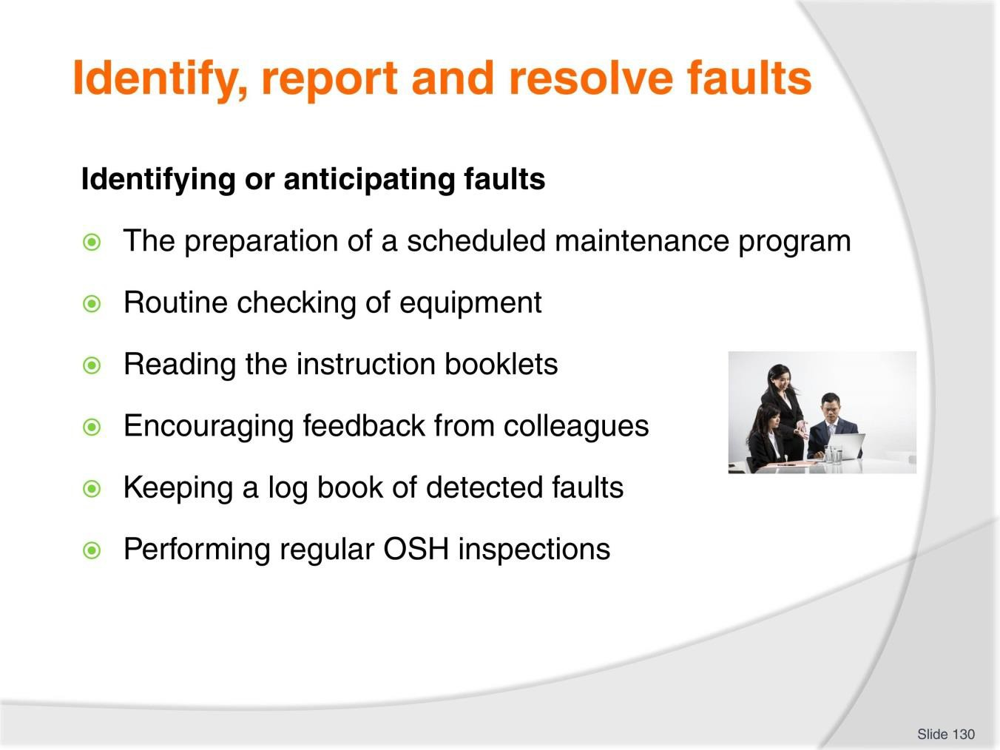 Identify, report and resolve faults
Identifying or anticipating faults
The preparation of a scheduled maintenance program
Routine checking of equipment
Reading the instruction booklets
Encouraging feedback from colleagues
Keeping a log book of detected faults
Performing regular OSH inspections
Slide 130